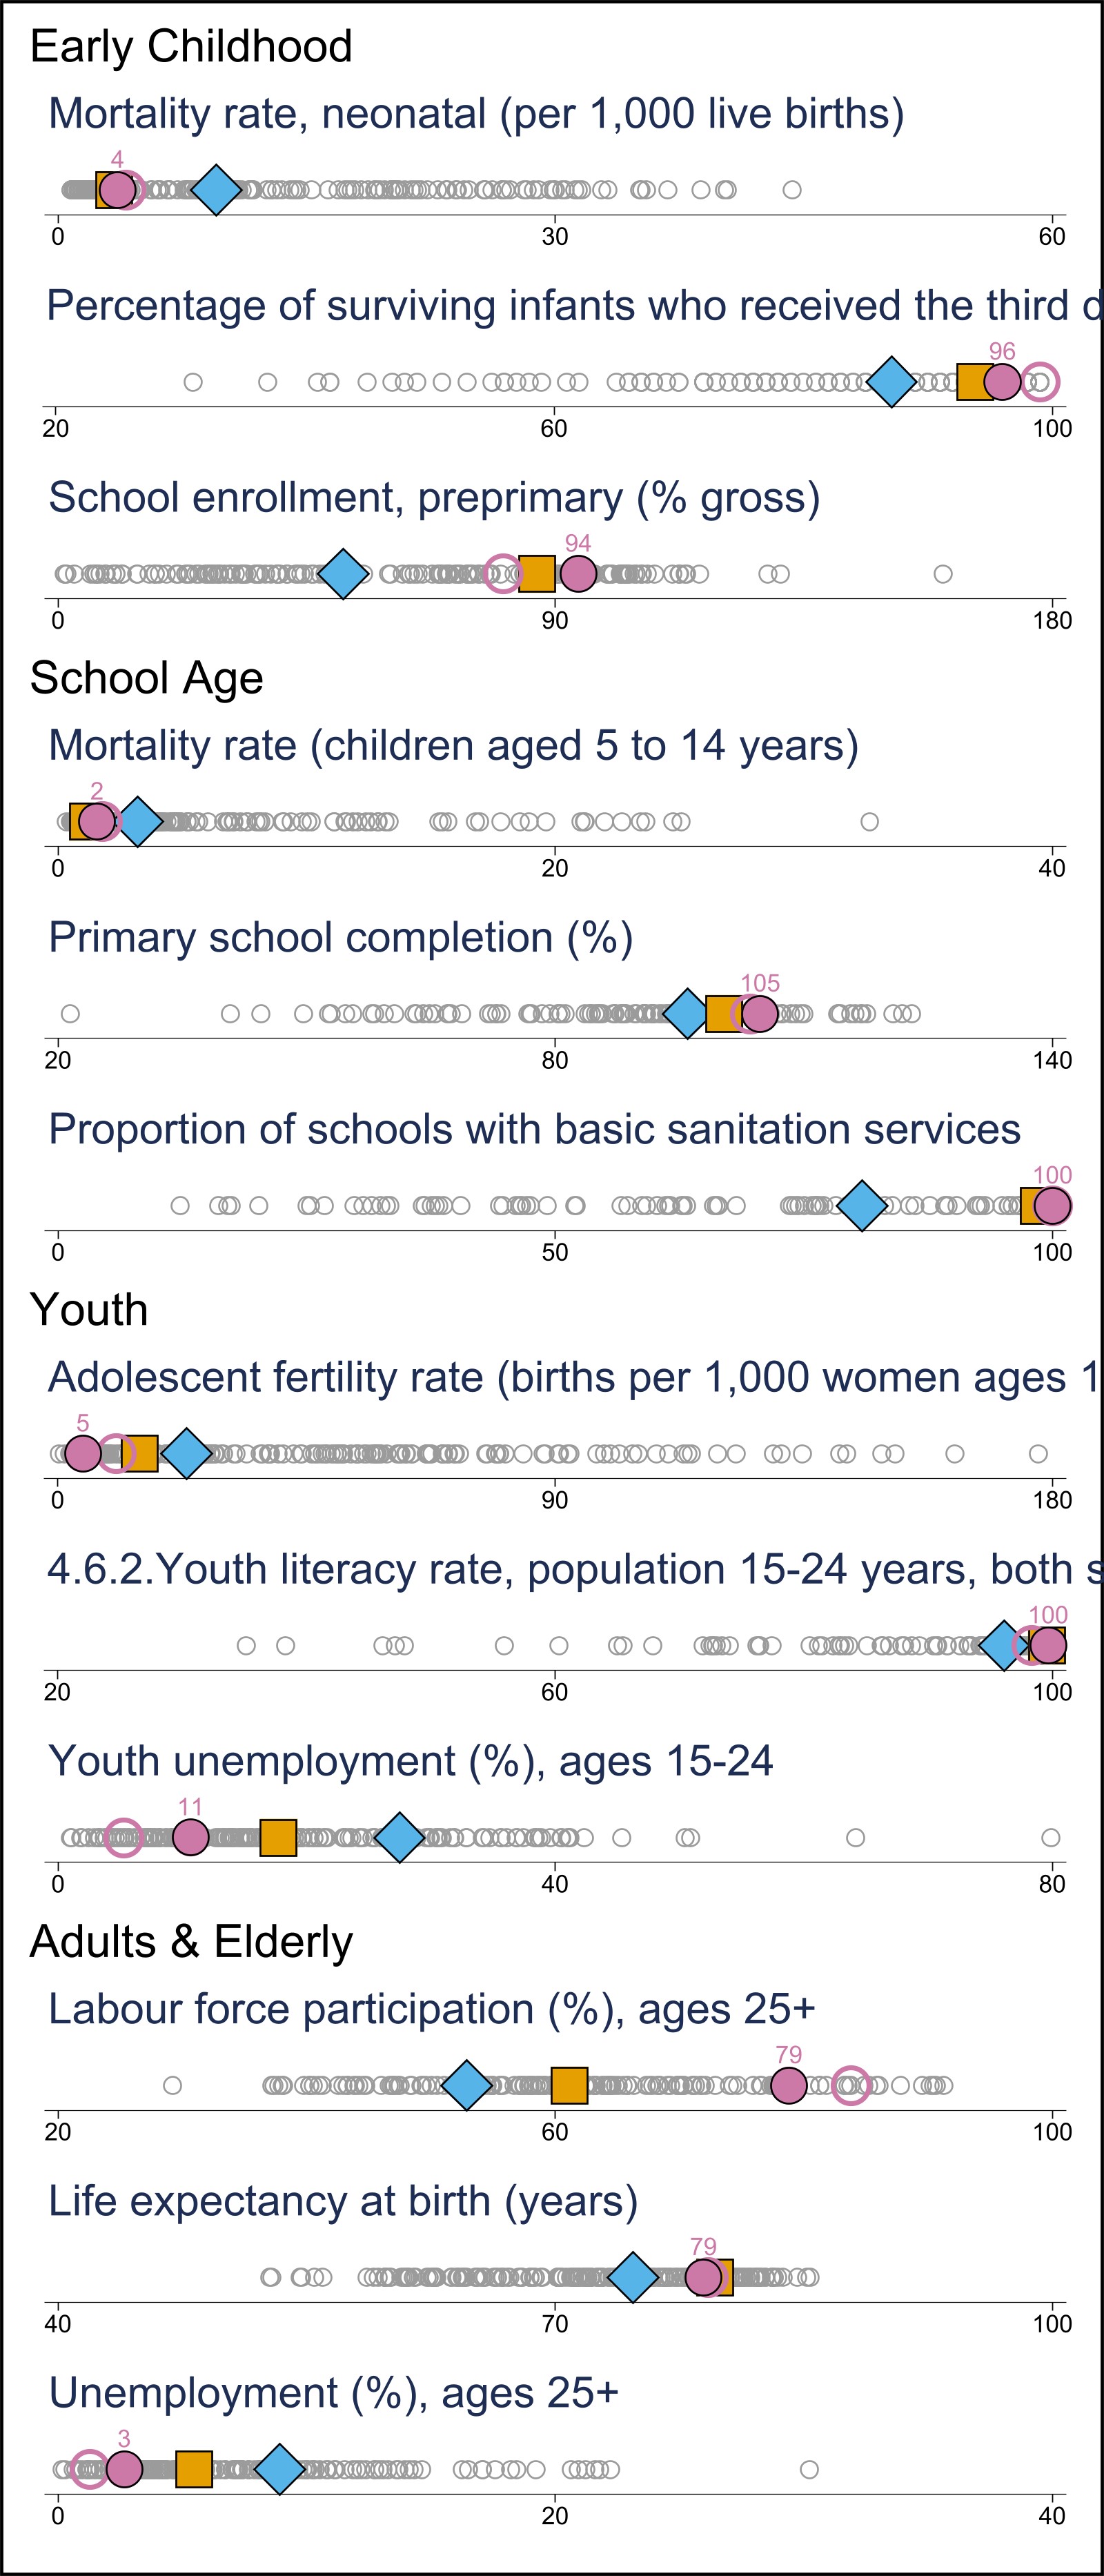 Early Childhood
Mortality rate, neonatal (per 1,000 live births)
4
0 30 60
Percentage of surviving infants who received the third d
96
20 60 100
School enrollment, preprimary (% gross)
94
0 90 180
School Age
Mortality rate (children aged 5 to 14 years)
2
0 20 40
Primary school completion (%)
105
20 80 140
Proportion of schools with basic sanitation services
100
0 50 100
Youth
Adolescent fertility rate (births per 1,000 women ages 1
5
0 90 180
4.6.2.Youth literacy rate, population 15-24 years, both s
100
20 60 100
Youth unemployment (%), ages 15-24
11
0 40 80
Adults & Elderly
Labour force participation (%), ages 25+
79
20 60 100
Life expectancy at birth (years)
79
40 70 100
Unemployment (%), ages 25+
3
0 20 40